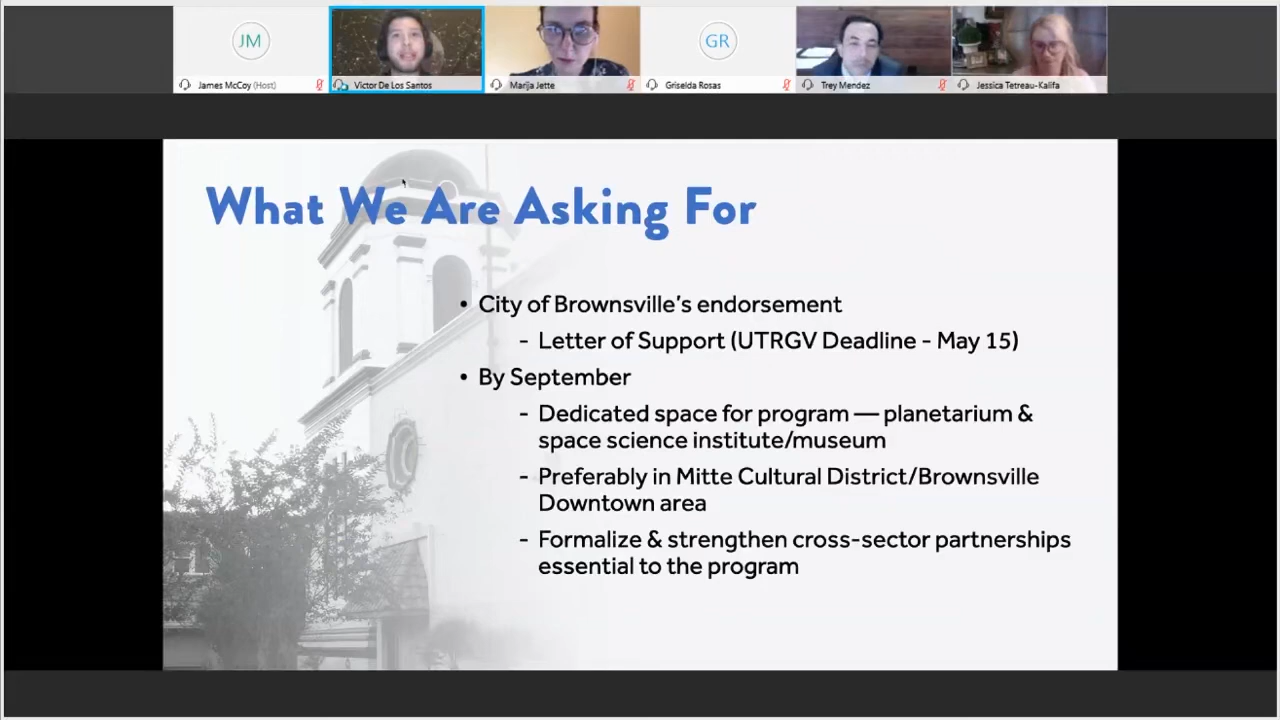 JM
GR
James McCoy (Host)
Victor De Los Santos
Marija Jette
Griselda Rosas
Trey Mendez
Jessica Tetreau-Kalifa
What We Are Asking For
• City of Brownsville's endorsement
- Letter of Support (UTRGV Deadline - May 15)
• By September
- Dedicated space for program — planetarium &
space science institute/museum
- Preferably in Mitte Cultural District/Brownsville
Downtown area
- Formalize & strengthen cross-sector partnerships
essential to the program